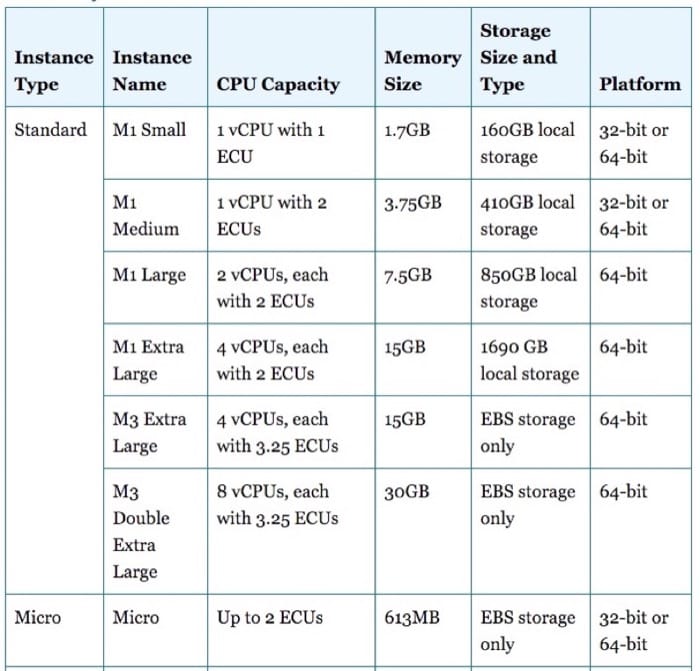 Instance Type
Instance Name
CPU Capacity
Memory Size
Storage Size and Type
Platform
Standard
M1 Small
1 vCPU with 1 ECU
1.7GB
160GB local storage
32-bit or 64-bit
M1 Medium
1 vCPU with 2 ECUs
3.75GB
410GB local storage
32-bit or 64-bit
M1 Large
2 vCPUs, each with 2 ECUs
7.5GB
850GB local storage
64-bit
M1 Extra Large
4 vCPUs, each with 2 ECUs
15GB
1690 GB local storage
64-bit
M3 Extra Large
4 vCPUs, each with 3.25 ECUs
15GB
EBS storage only
64-bit
M3 Double Extra Large
8 vCPUs, each with 3.25 ECUs
30GB
EBS storage only
64-bit
Micro
Micro
Up to 2 ECUs
613MB
EBS storage only
32-bit or 64-bit